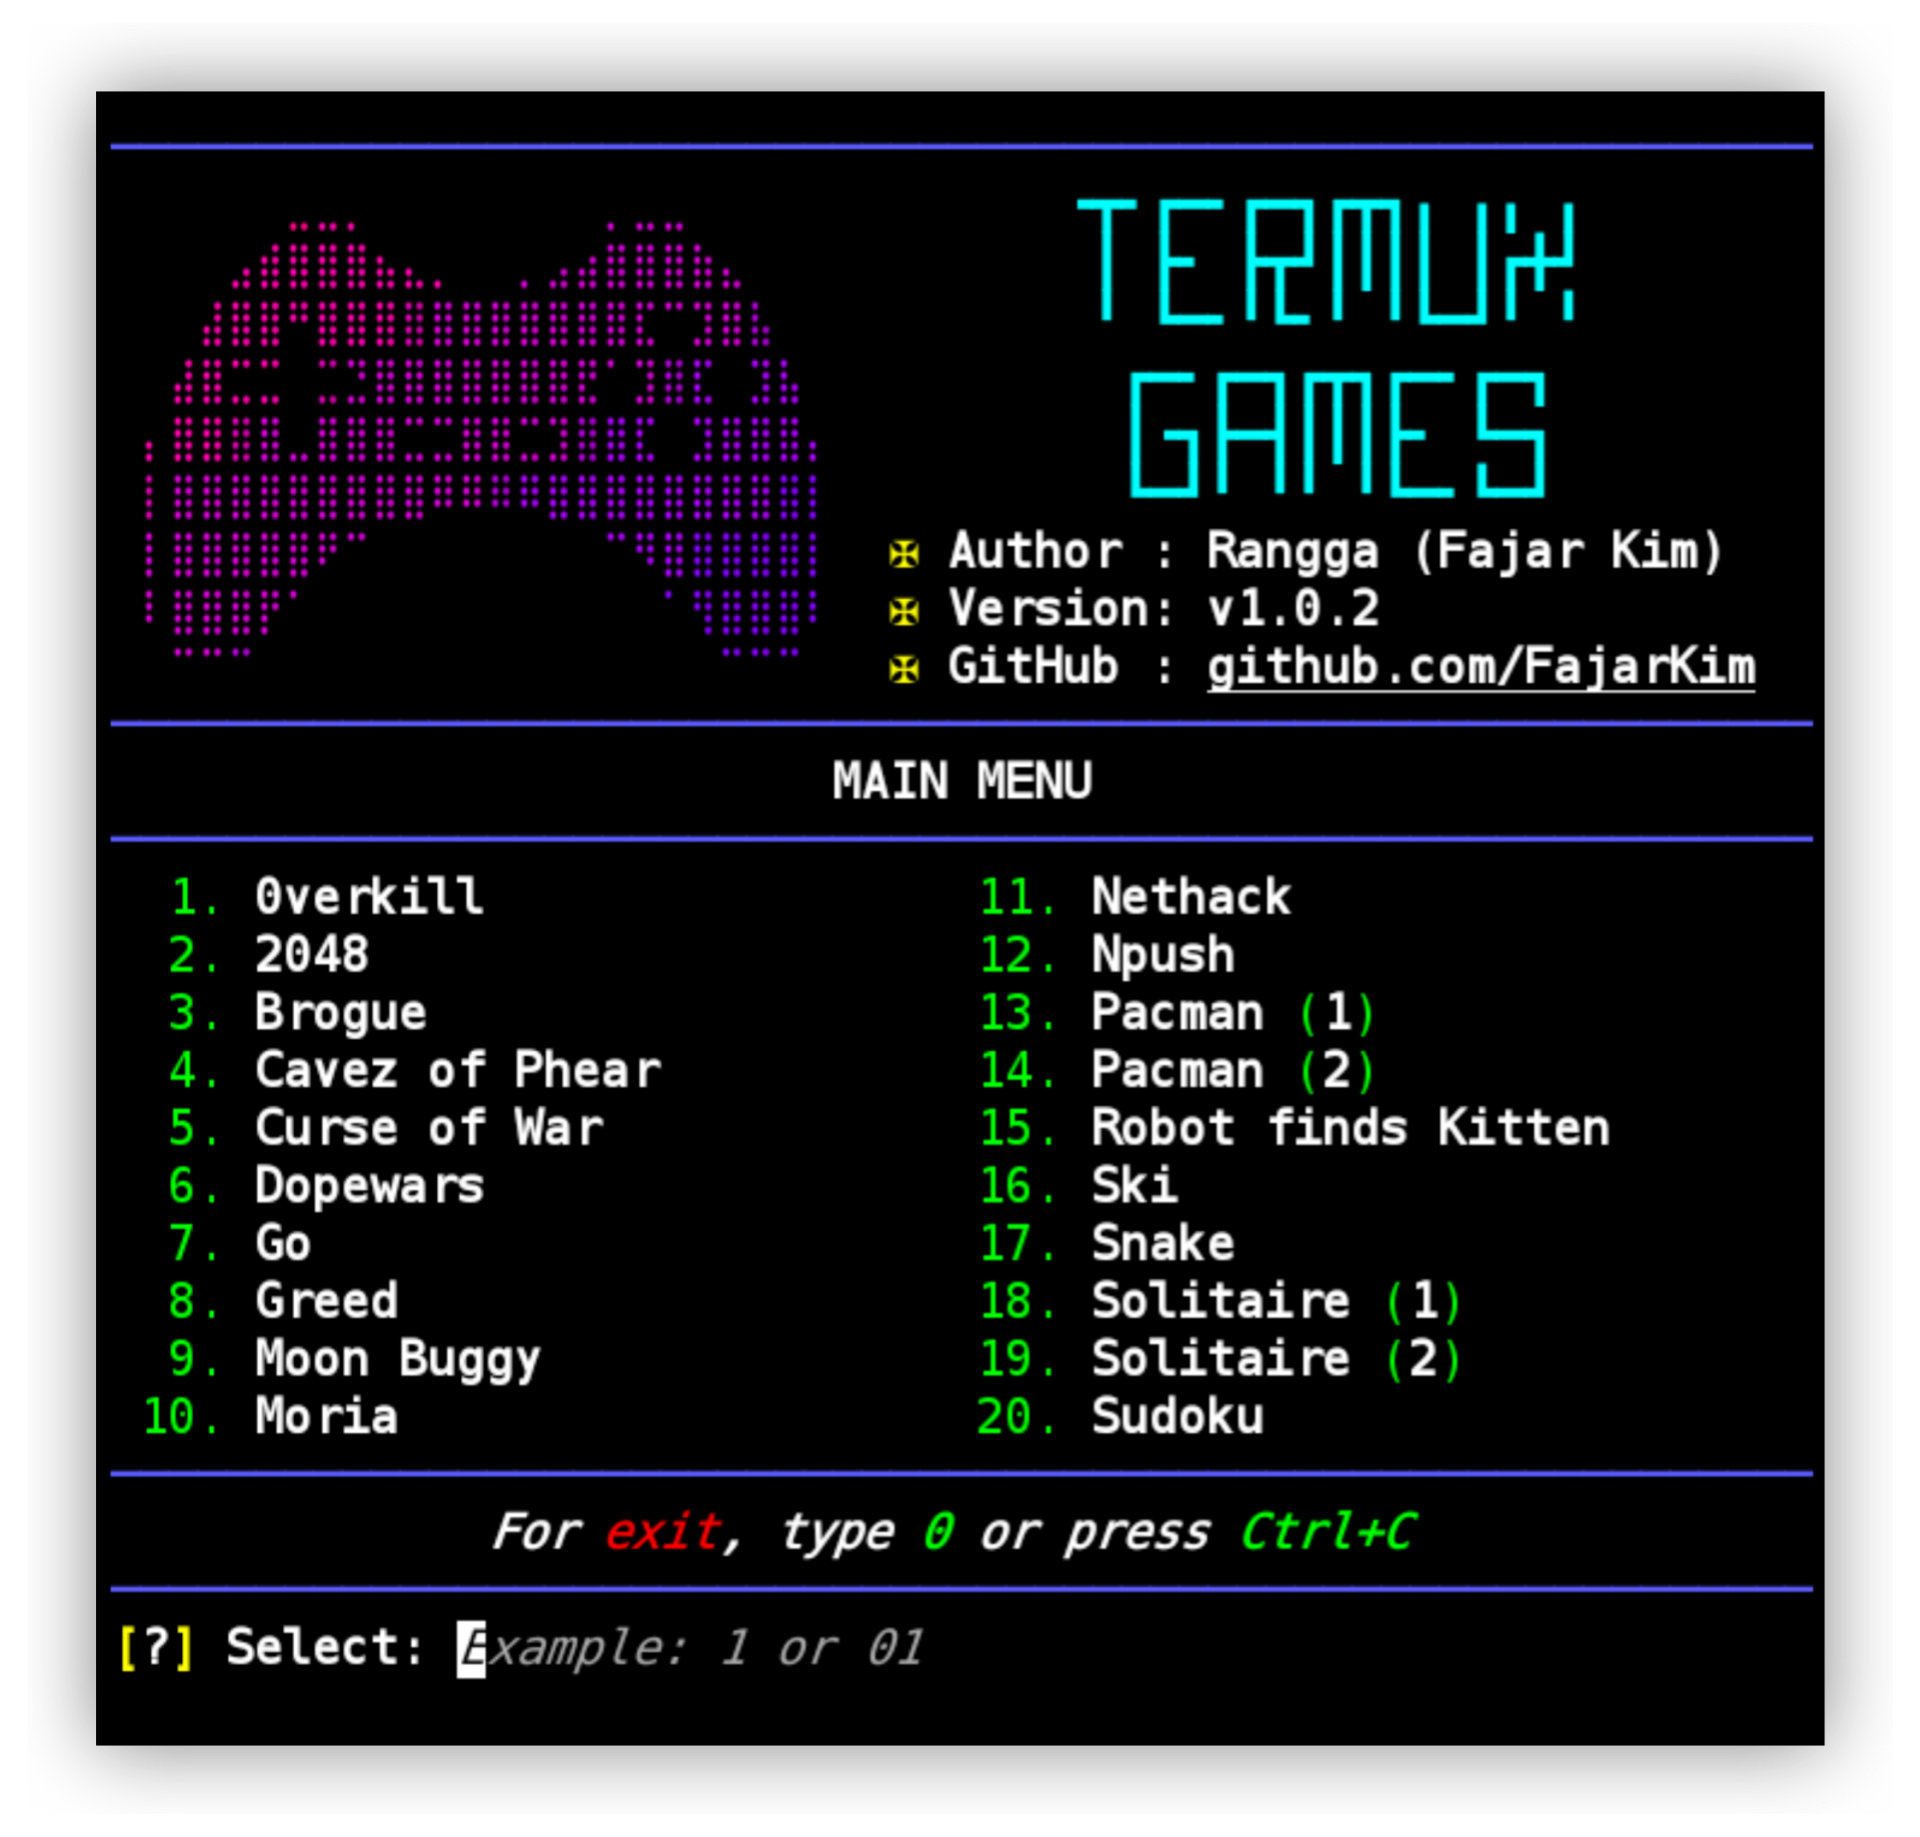 TERMUX
GAMES
✠ Author : Rangga (Fajar Kim)
✠ Version: v1.0.2
✠ GitHub : github.com/FajarKim
MAIN MENU
1. 0verkill
2. 2048
3. Brogue
4. Cavez of Phear
5. Curse of War
6. Dopewars
7. Go
8. Greed
9. Moon Buggy
10. Moria
11. Nethack
12. Npush
13. Pacman (1)
14. Pacman (2)
15. Robot finds Kitten
16. Ski
17. Snake
18. Solitaire (1)
19. Solitaire (2)
20. Sudoku
For exit, type 0 or press Ctrl+C
[?] Select: Example: 1 or 01